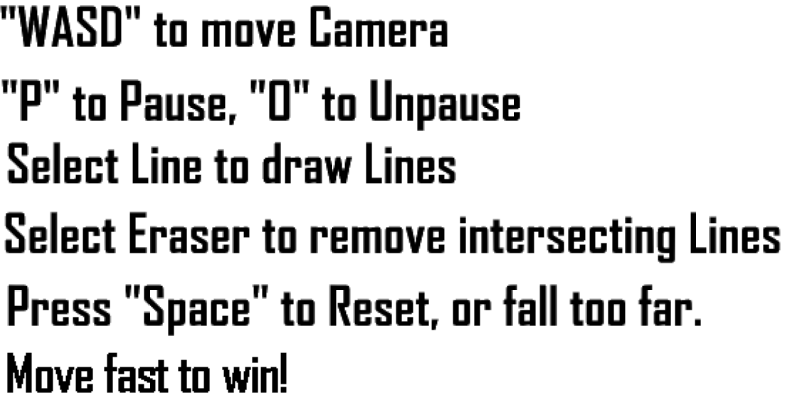 "WASD" to move Camera
"P" to Pause, "O" to Unpause
Select Line to draw Lines
Select Eraser to remove intersecting Lines
Press "Space" to Reset, or fall too far.
Move fast to win!